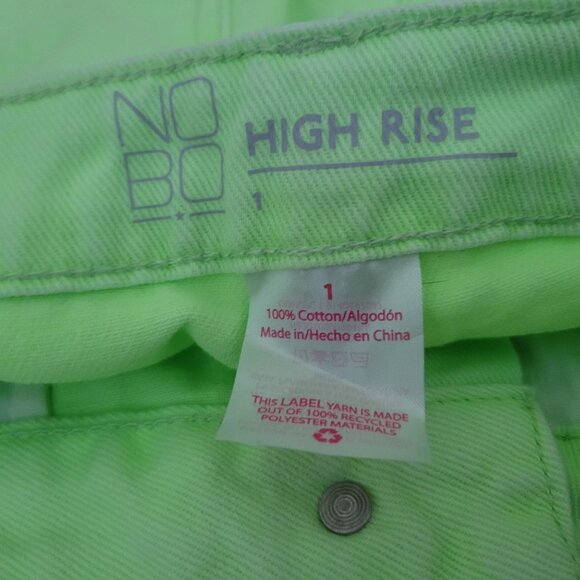 NO
BO
HIGH RISE
1
1
100% Cotton/Algodón
Made in/Hecho en China
THIS LABEL YARN IS MADE
OUT OF 100% RECYCLED
POLYESTER MATERIALS